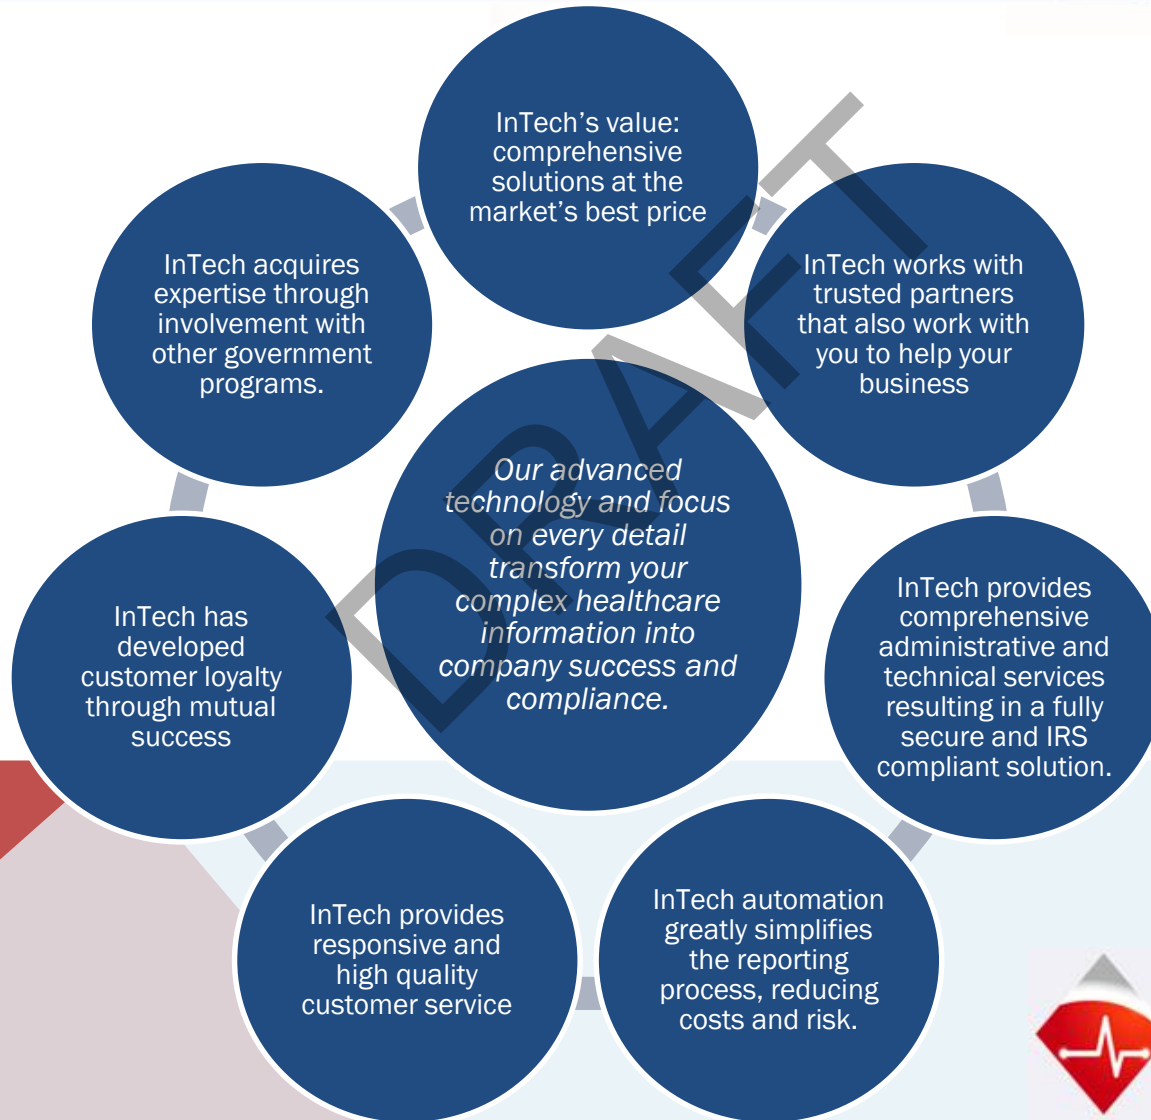 InTech’s value:
comprehensive
solutions at the
market’s best price
InTech works with
trusted partners
that also work with
you to help your
business
InTech provides
comprehensive
administrative and
technical services
resulting in a fully
secure and IRS
compliant solution.
InTech automation
greatly simplifies
the reporting
process, reducing
costs and risk.
InTech provides
responsive and
high quality
customer service
InTech has
developed
customer loyalty
through mutual
success
InTech acquires
expertise through
involvement with
other government
programs.
Our advanced
technology and focus
on every detail
transform your
complex healthcare
information into
company success and
compliance.
DRAFT